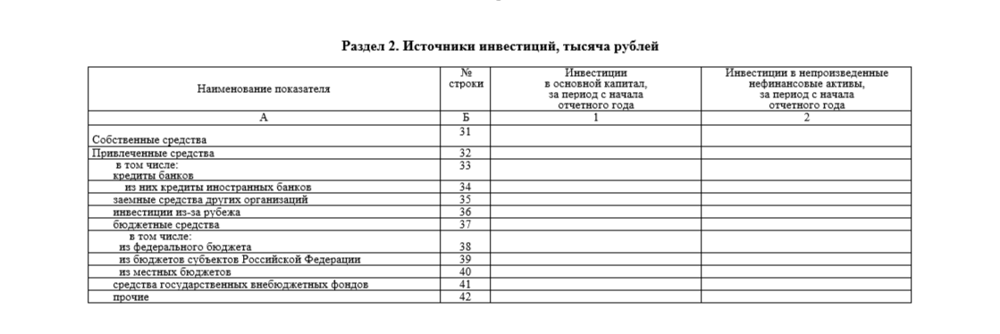 Раздел 2. Источники инвестиций, тысяча рублей
Наименование показателя
№
строки
Инвестиции
в основной капитал,
за период с начала
отчетного года
Инвестиции в непроизведенные
нефинансовые активы,
за период с начала
отчетного года
А
Б
1
2
Собственные средства
31
Привлеченные средства
32
в том числе:
кредиты банков
33
из них кредиты иностранных банков
34
заемные средства других организаций
35
инвестиции из-за рубежа
36
бюджетные средства
37
в том числе:
из федерального бюджета
38
из бюджетов субъектов Российской Федерации
39
из местных бюджетов
40
средства государственных внебюджетных фондов
41
прочие
42